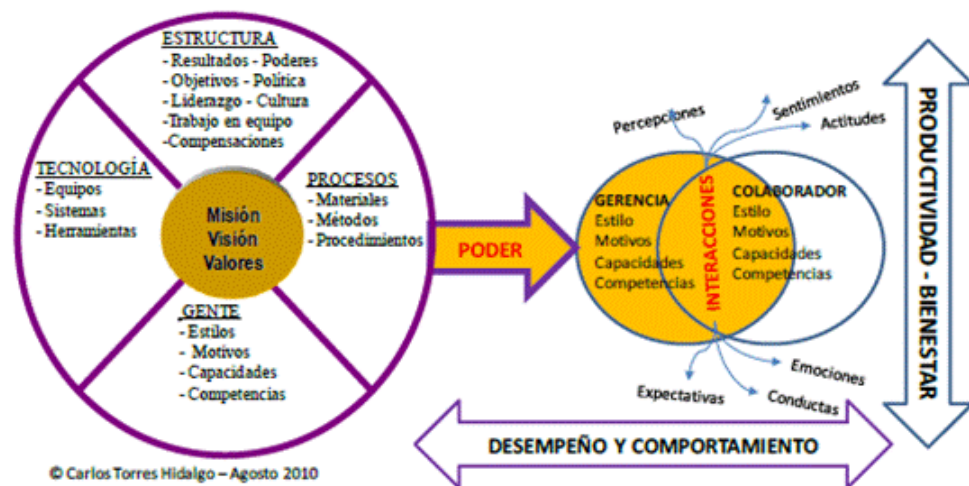 ESTRUCTURA
- Resultados - Poderes
- Objetivos - Política
- Liderazgo - Cultura
- Trabajo en equipo
-Compensaciones
TECNOLOGÍA
- Equipos
- Sistemas
- Herramientas
Misión
Visión
Valores
PROCESOS
- Materiales
- Métodos
- Procedimientos
GENTE
- Estilos
- Motivos
- Capacidades
- Competencias
© Carlos Torres Hidalgo – Agosto 2010
PODER
Percepciones
Sentimientos
Actitudes
GERENCIA
Estilo
Motivos
Capacidades
Competencias
INTERACCIONES
COLABORADOR
Estilo
Motivos
Capacidades
Competencias
Expectativas
Conductas
Emociones
DESEMPEÑO Y COMPORTAMIENTO
PRODUCTIVIDAD - BIENESTAR